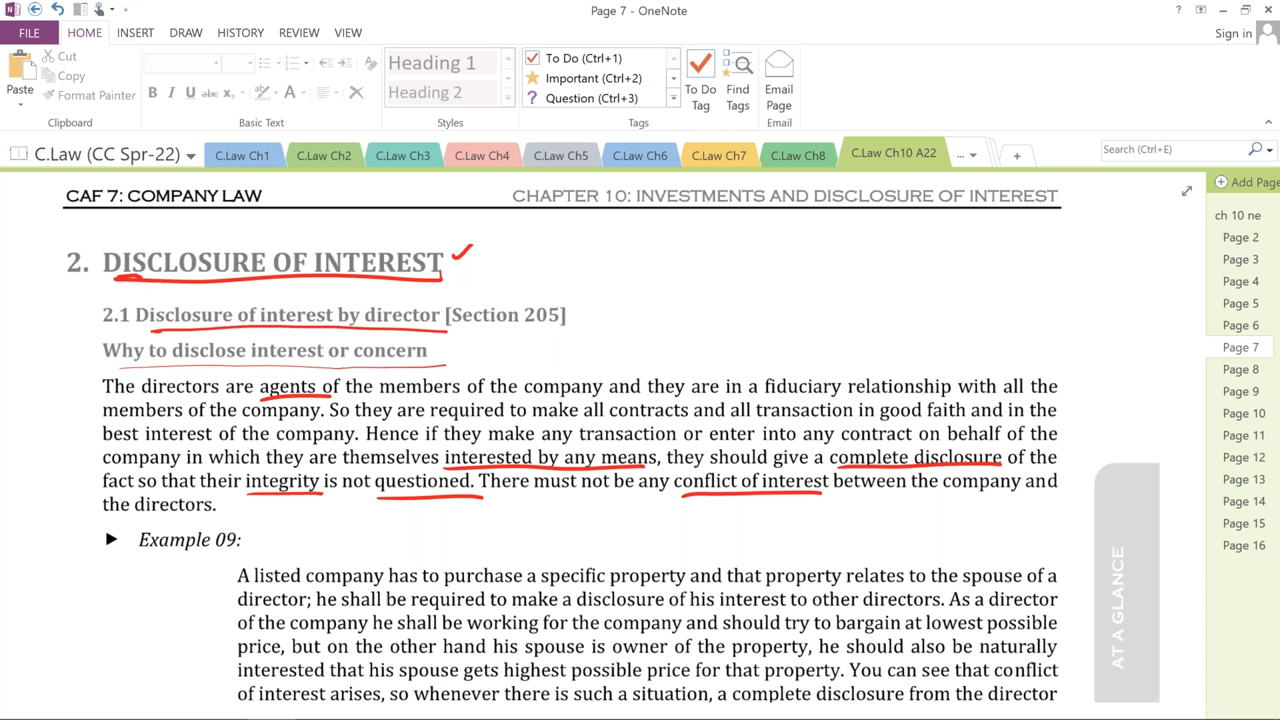 Page 7 - OneNote
?
Sign in
FILE HOME INSERT DRAW HISTORY REVIEW VIEW
Paste
Cut
Copy
Format Painter
B I U abc x₂ A
Heading 1
Heading 2
To Do (Ctrl+1)
Important (Ctrl+2)
? Question (Ctrl+3)
To Do Tag
Find Tags
Email Page
Clipboard Basic Text Styles Tags Email
C.Law (CC Spr-22) C.Law Ch1 C.Law Ch2 C.Law Ch3 C.Law Ch4 C.Law Ch5 C.Law Ch6 C.Law Ch7 C.Law Ch8 C.Law Ch10 A22 ... + Search (Ctrl+E)
CAF 7: COMPANY LAW CHAPTER 10: INVESTMENTS AND DISCLOSURE OF INTEREST
2. DISCLOSURE OF INTEREST
2.1 Disclosure of interest by director [Section 205]
Why to disclose interest or concern
The directors are agents of the members of the company and they are in a fiduciary relationship with all the
members of the company. So they are required to make all contracts and all transaction in good faith and in the
best interest of the company. Hence if they make any transaction or enter into any contract on behalf of the
company in which they are themselves interested by any means, they should give a complete disclosure of the
fact so that their integrity is not questioned. There must not be any conflict of interest between the company and
the directors.
Example 09:
A listed company has to purchase a specific property and that property relates to the spouse of a
director; he shall be required to make a disclosure of his interest to other directors. As a director
of the company he shall be working for the company and should try to bargain at lowest possible
price, but on the other hand his spouse is owner of the property, he should also be naturally
interested that his spouse gets highest possible price for that property. You can see that conflict
of interest arises, so whenever there is such a situation, a complete disclosure from the director
AT A GLANCE
Add Page
ch 10 ne
Page 2
Page 3
Page 4
Page 5
Page 6
Page 7
Page 8
Page 9
Page 10
Page 11
Page 12
Page 13
Page 14
Page 15
Page 16